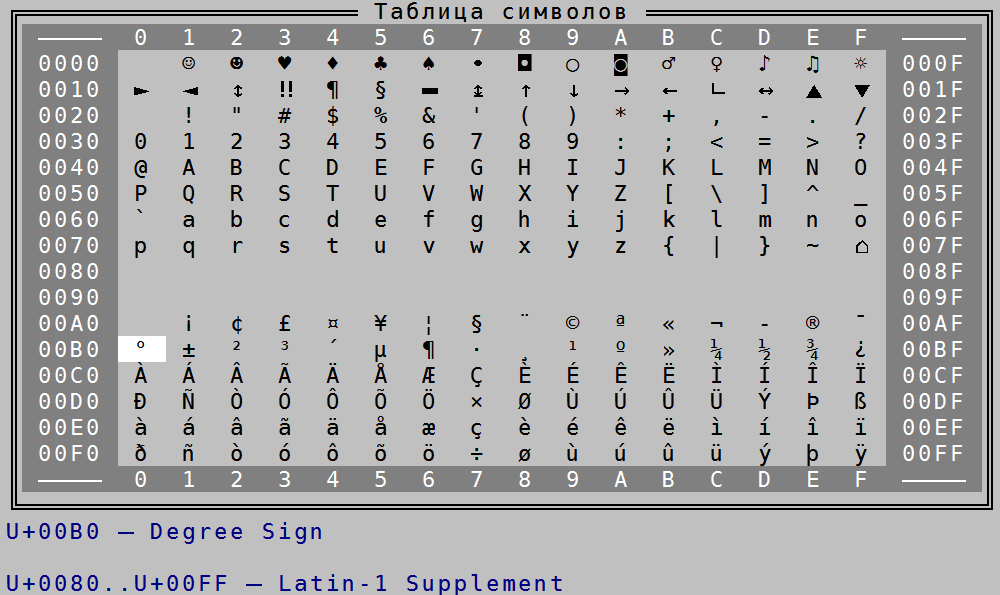 Таблица символов
0 1 2 3 4 5 6 7 8 9 A B C D E F
0000 ☺ ☻ ♥ ♦ ♣ ♠ • ◘ ○ ◙ ♂ ♀ ♪ ♫ ☼ 000F
0010 ► ◄ ↕ ‼ ¶ § ▬ ↨ ↑ ↓ → ← ∟ ↔ ▲ ▼ 001F
0020 ! " # $ % & ' ( ) * + , - . / 002F
0030 0 1 2 3 4 5 6 7 8 9 : ; < = > ? 003F
0040 @ A B C D E F G H I J K L M N O 004F
0050 P Q R S T U V W X Y Z [ \ ] ^ _ 005F
0060 ` a b c d e f g h i j k l m n o 006F
0070 p q r s t u v w x y z { | } ~ ⌂ 007F
0080 008F
0090 009F
00A0 ¡ ¢ £ ¤ ¥ ¦ § ¨ © ª « ¬ - ® ¯ 00AF
00B0 ° ± ² ³ ´ µ ¶ · ¸ ¹ º » ¼ ½ ¾ ¿ 00BF
00C0 À Á Â Ã Ä Å Æ Ç È É Ê Ë Ì Í Î Ï 00CF
00D0 Ð Ñ Ò Ó Ô Õ Ö × Ø Ù Ú Û Ü Ý Þ ß 00DF
00E0 à á â ã ä å æ ç è é ê ë ì í î ï 00EF
00F0 ð ñ ò ó ô õ ö ÷ ø ù ú û ü ý þ ÿ 00FF
0 1 2 3 4 5 6 7 8 9 A B C D E F
U+00B0 — Degree Sign
U+0080..U+00FF — Latin-1 Supplement